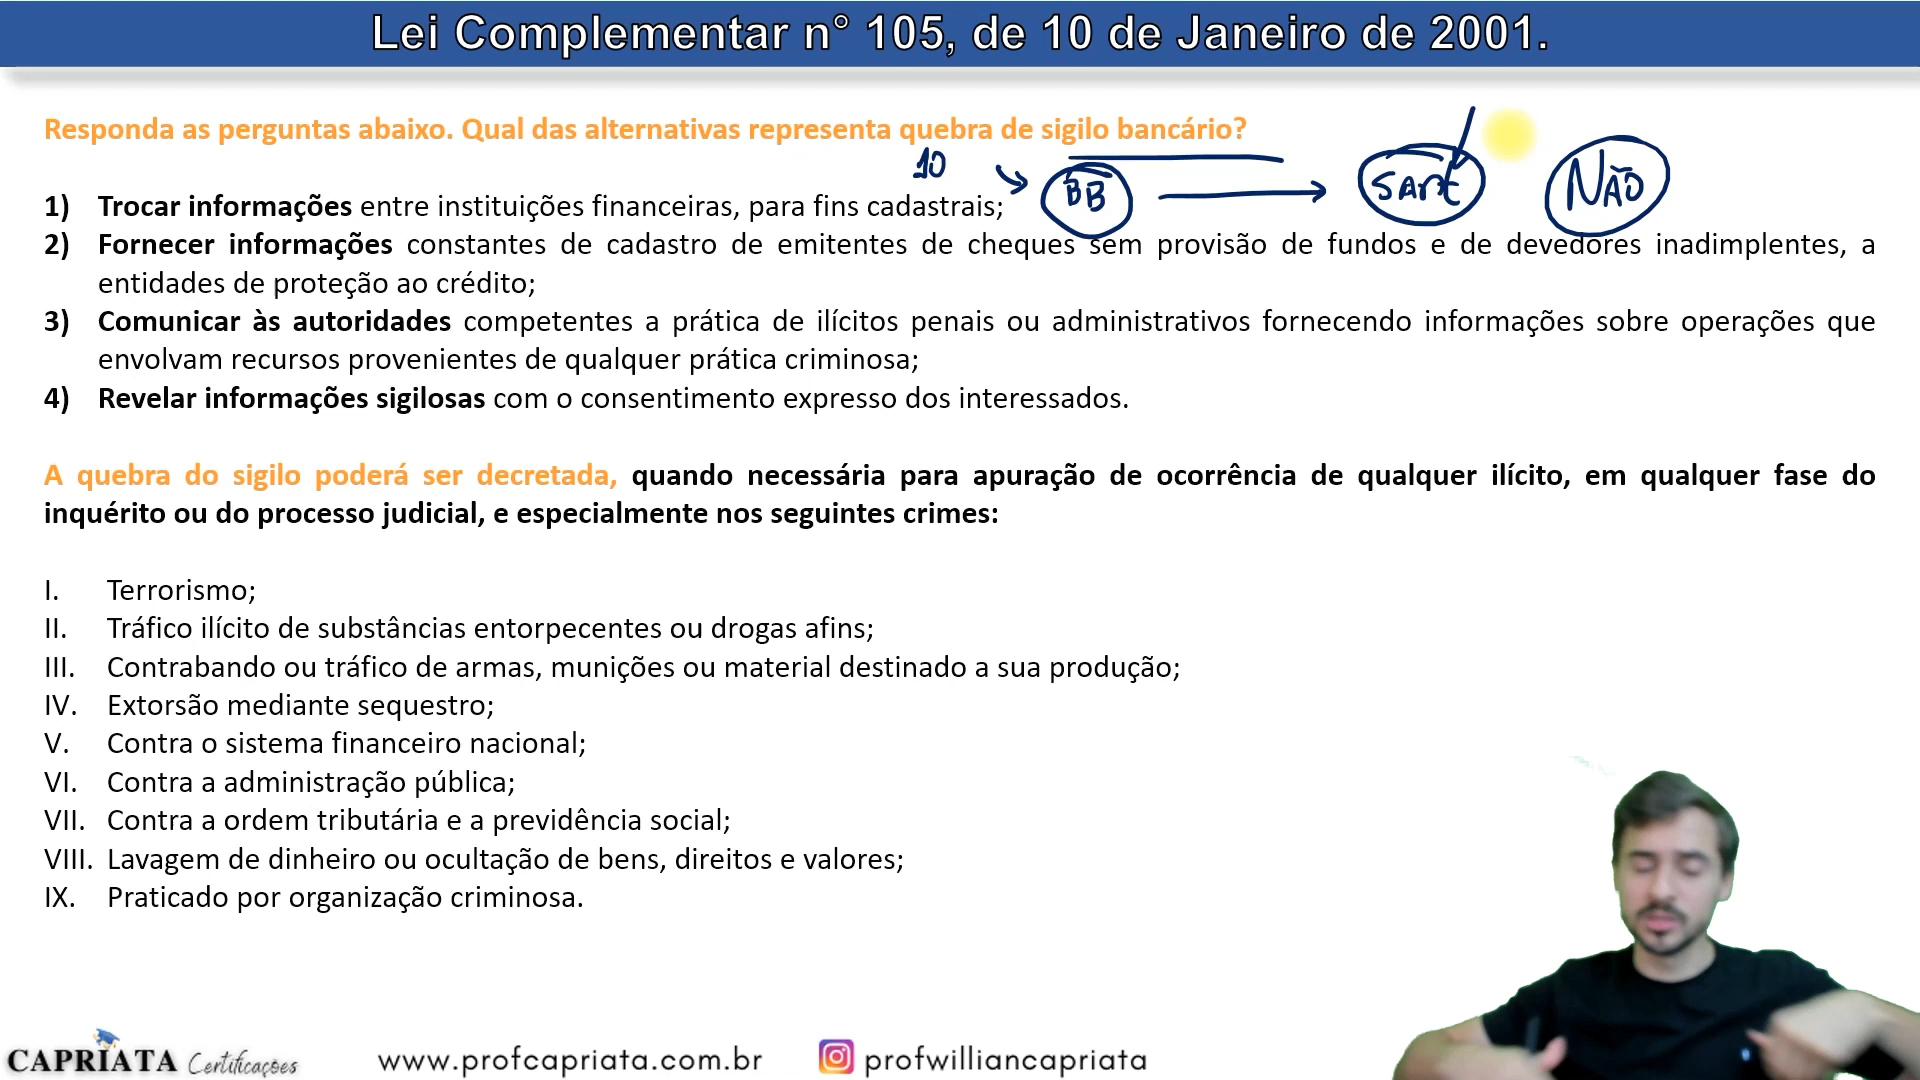 Lei Complementar n° 105, de 10 de Janeiro de 2001.
Responda as perguntas abaixo. Qual das alternativas representa quebra de sigilo bancário?
10 BB SANT NÃO
1) Trocar informações entre instituições financeiras, para fins cadastrais;
2) Fornecer informações constantes de cadastro de emitentes de cheques sem provisão de fundos e de devedores inadimplentes, a
entidades de proteção ao crédito;
3) Comunicar às autoridades competentes a prática de ilícitos penais ou administrativos fornecendo informações sobre operações que
envolvam recursos provenientes de qualquer prática criminosa;
4) Revelar informações sigilosas com o consentimento expresso dos interessados.
A quebra do sigilo poderá ser decretada, quando necessária para apuração de ocorrência de qualquer ilícito, em qualquer fase do
inquérito ou do processo judicial, e especialmente nos seguintes crimes:
I. Terrorismo;
II. Tráfico ilícito de substâncias entorpecentes ou drogas afins;
III. Contrabando ou tráfico de armas, munições ou material destinado a sua produção;
IV. Extorsão mediante sequestro;
V. Contra o sistema financeiro nacional;
VI. Contra a administração pública;
VII. Contra a ordem tributária e a previdência social;
VIII. Lavagem de dinheiro ou ocultação de bens, direitos e valores;
IX. Praticado por organização criminosa.
CAPRIATA Certificações www.profcapriata.com.br profwilliancapriata